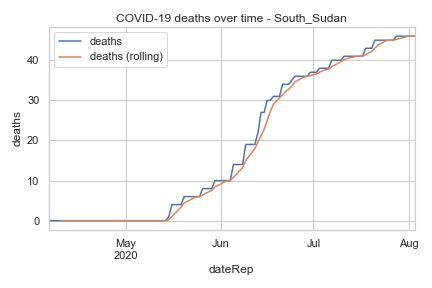 COVID-19 deaths over time - South_Sudan
deaths
deaths (rolling)
deaths
40
30
20
10
0
May Jun Jul Aug
2020
dateRep